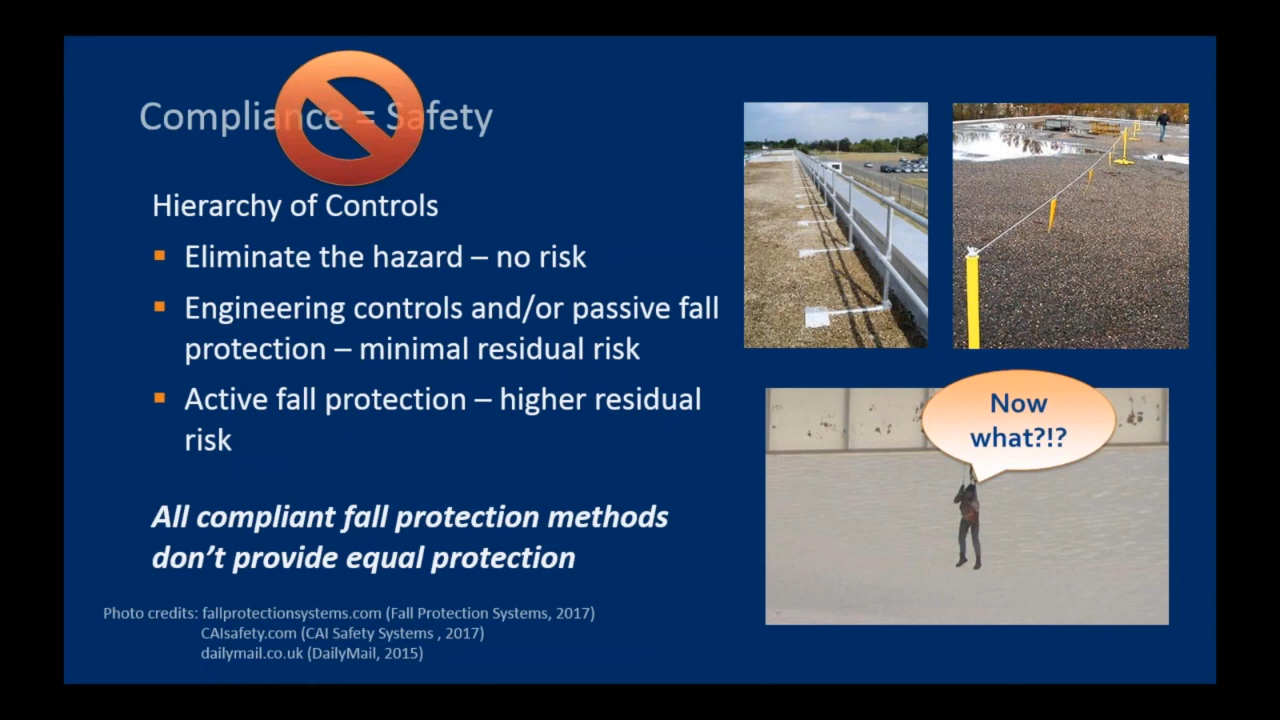 Compliance = Safety
Hierarchy of Controls
Eliminate the hazard – no risk
Engineering controls and/or passive fall
protection – minimal residual risk
Active fall protection – higher residual
risk
All compliant fall protection methods
don't provide equal protection
Photo credits: fallprotectionsystems.com (Fall Protection Systems, 2017)
CAIsafety.com (CAI Safety Systems , 2017)
dailymail.co.uk (DailyMail, 2015)
Now
what?!?